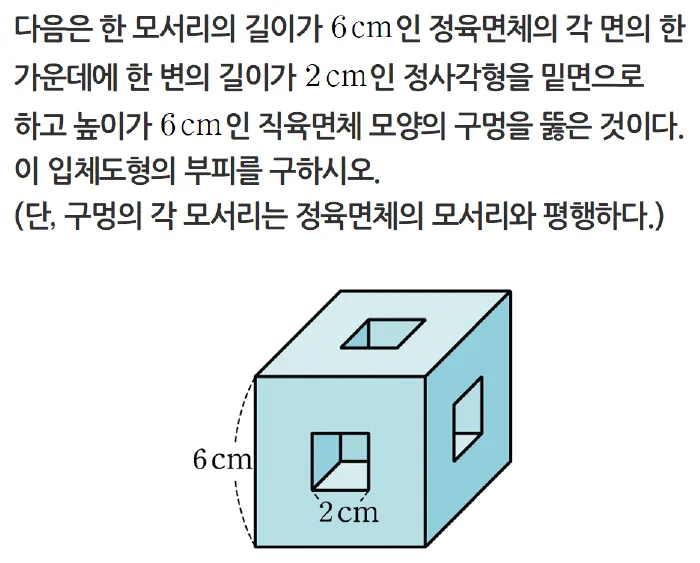 다음은 한 모서리의 길이가 6cm인 정육면체의 각 면의 한
가운데에 한 변의 길이가 2cm인 정사각형을 밑면으로
하고 높이가 6cm인 직육면체 모양의 구멍을 뚫은 것이다.
이 입체도형의 부피를 구하시오.
(단, 구멍의 각 모서리는 정육면체의 모서리와 평행하다.)
6cm
2cm